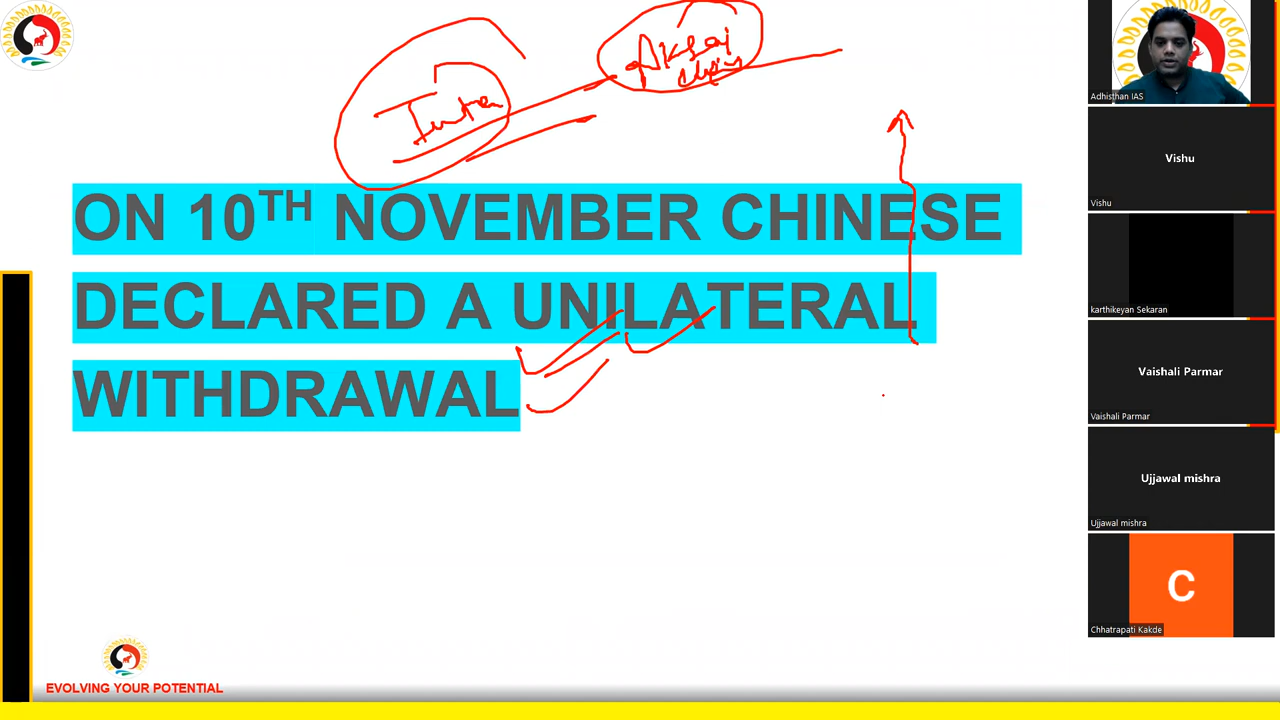 Aksai
chin
ON 10TH NOVEMBER CHINESE
DECLARED A UNILATERAL
WITHDRAWAL
EVOLVING YOUR POTENTIAL
Adhisthan IAS
Vishu
Vishu
karthikeyan Sekaran
Vaishali Parmar
Vaishali Parmar
Ujjawal mishra
Ujjawal mishra
C
Chhatrapati Kakde